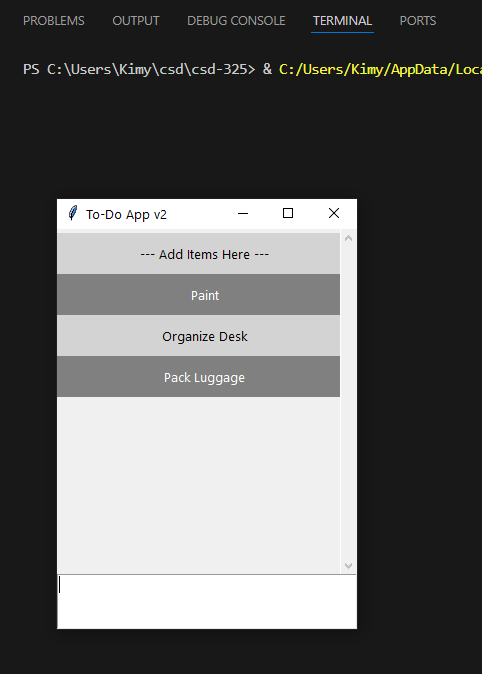 PROBLEMS OUTPUT DEBUG CONSOLE TERMINAL PORTS
PS C:\Users\Kimy\csd\csd-325> & C:/Users/Kimy/AppData/Loca
To-Do App v2
--- Add Items Here ---
Paint
Organize Desk
Pack Luggage